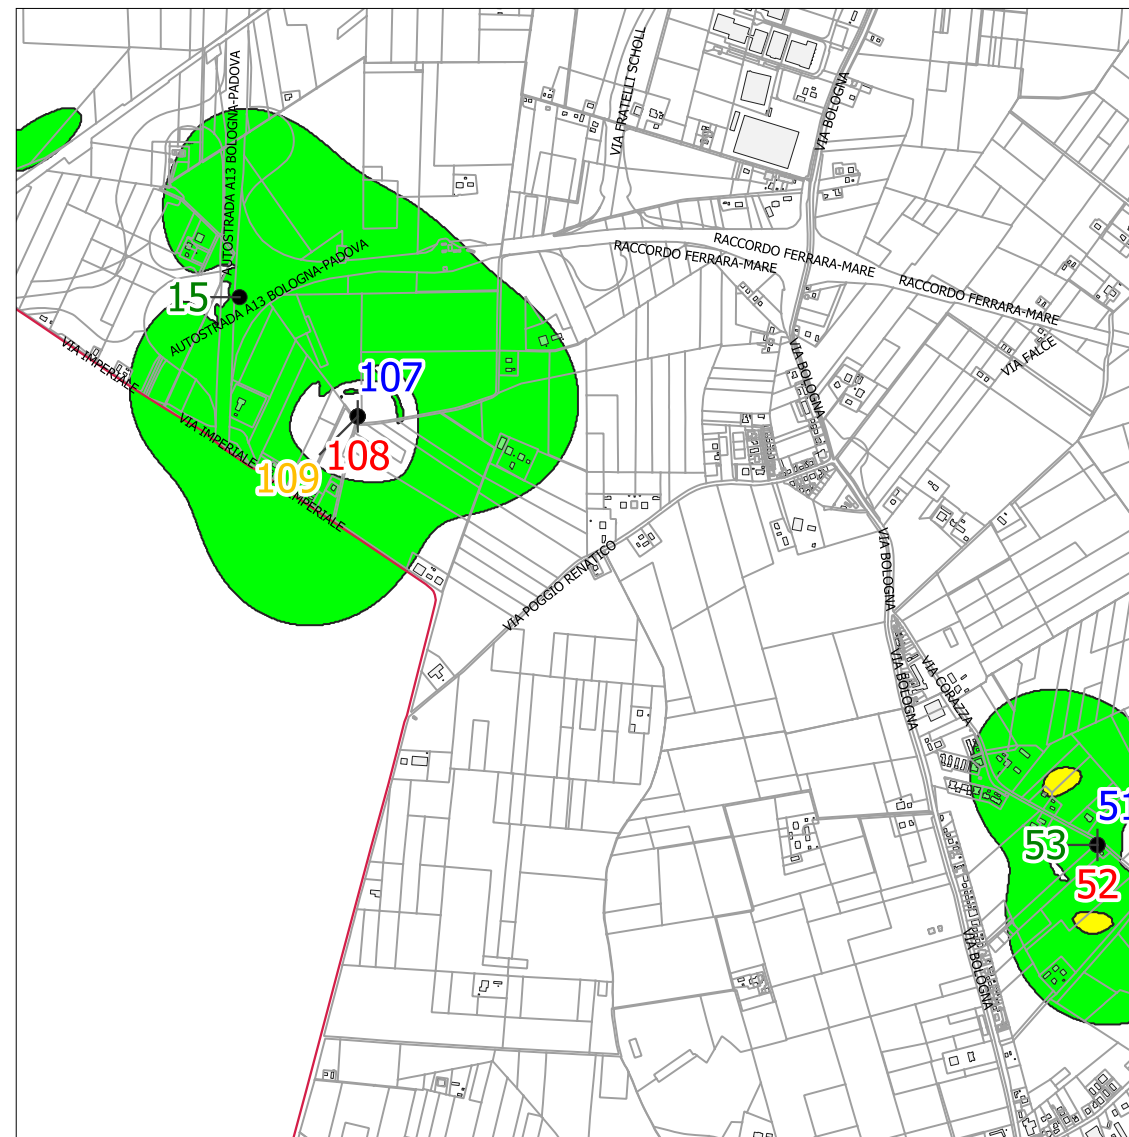 AUTOSTRADA A13 BOLOGNA-PADOVA
VIA FRATELLI SCHOLL
VIA BOLOGNA
RACCORDO FERRARA-MARE
RACCORDO FERRARA-MARE
RACCORDO FERRARA-MARE
AUTOSTRADA A13 BOLOGNA-PADOVA
15
VIA IMPERIALE
VIA FALCE
VIA BOLOGNA
107
VIA IMPERIALE
108
109
IMPERIALE
VIA POGGIO RENATICO
VIA BOLOGNA
VIA BOLOGNA
VIA CORAZZA
51
53
52
VIA BOLOGNA